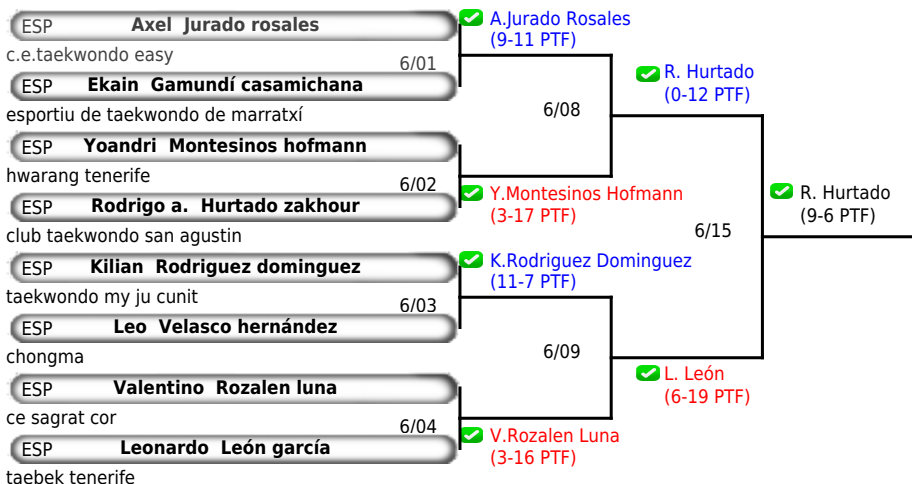 ESP Axel Jurado rosales
c.e.taekwondo easy
6/01
ESP Ekain Gamundí casamichana
esportiu de taekwondo de marratxí
ESP Yoandri Montesinos hofmann
hwarang tenerife
6/02
ESP Rodrigo a. Hurtado zakhour
club taekwondo san agustin
ESP Kilian Rodriguez dominguez
taekwondo my ju cunit
6/03
ESP Leo Velasco hernández
chongma
ESP Valentino Rozalen luna
ce sagrat cor
6/04
ESP Leonardo León garcía
taebek tenerife
A.Jurado Rosales
(9-11 PTF)
6/08
Y.Montesinos Hofmann
(3-17 PTF)
K.Rodriguez Dominguez
(11-7 PTF)
6/09
V.Rozalen Luna
(3-16 PTF)
R. Hurtado
(0-12 PTF)
6/15
L. León
(6-19 PTF)
R. Hurtado
(9-6 PTF)